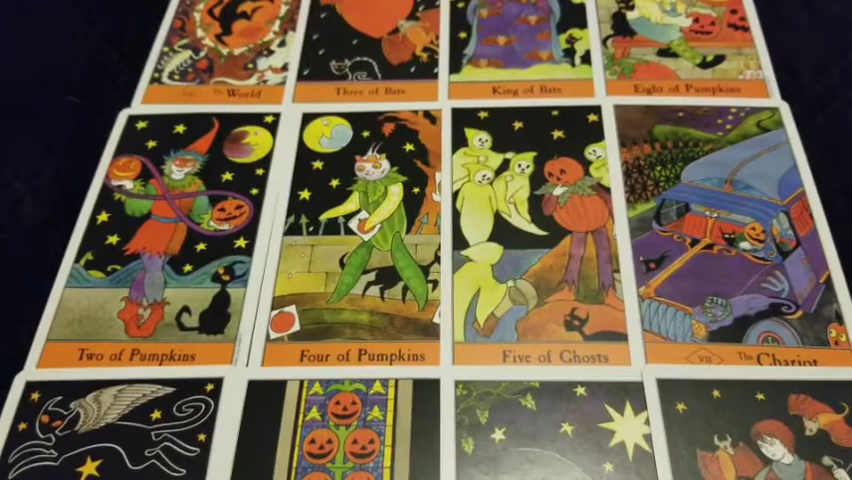 The World
Three of Bats
King of Bats
Eight of Pumpkins
Two of Pumpkins
Four of Pumpkins
Five of Ghosts
VII The Chariot